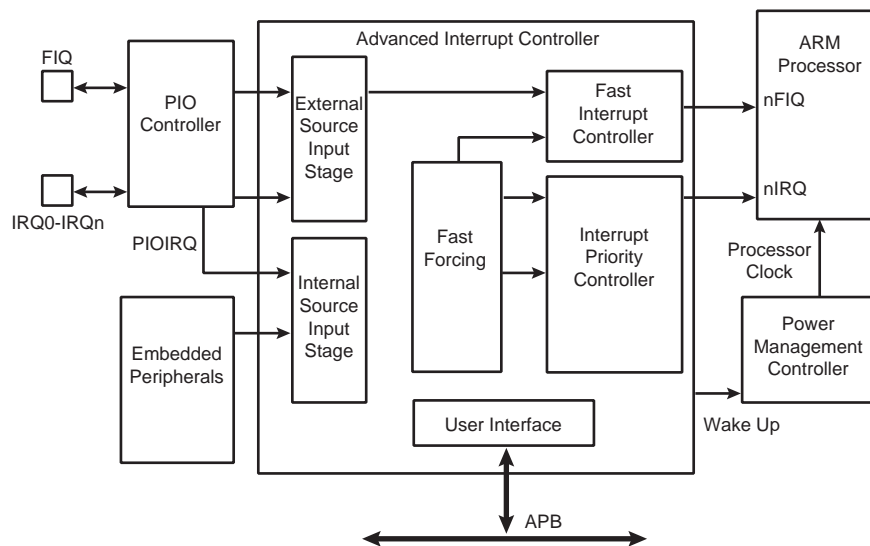 Advanced Interrupt Controller
FIQ
PIO
Controller
IRQ0-IRQn
PIOIRQ
External
Source
Input
Stage
Internal
Source
Input
Stage
Embedded
Peripherals
Fast
Forcing
Fast
Interrupt
Controller
Interrupt
Priority
Controller
ARM
Processor
nFIQ
nIRQ
Processor
Clock
Power
Management
Controller
Wake Up
User Interface
APB